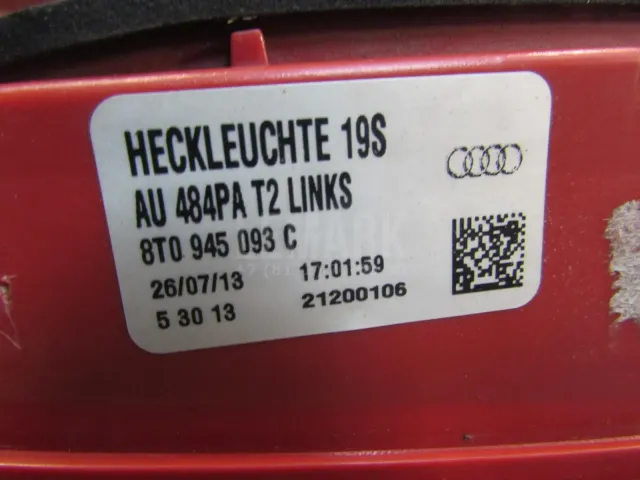 HECKLEUCHTE 19S
AU 484PA T2 LINKS
8T0 945 093 C
26/07/13 17:01:59
5 30 13 21200106